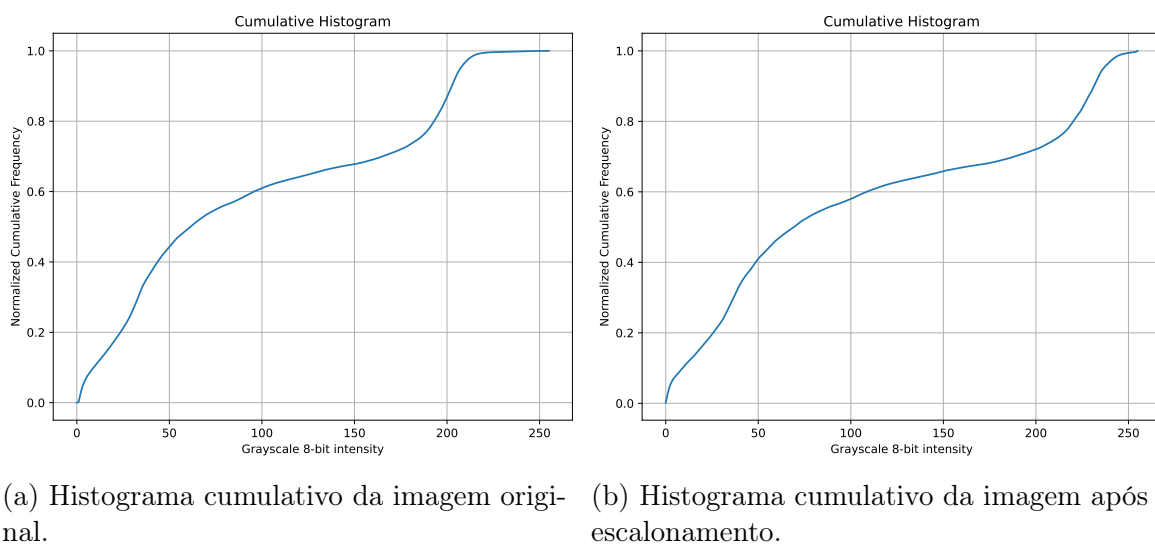 Cumulative Histogram
1.0
0.8
0.6
0.4
0.2
0.0
Normalized Cumulative Frequency
0
50
100
150
200
250
Grayscale 8-bit intensity
(a) Histograma cumulativo da imagem origi-
nal.
Cumulative Histogram
1.0
0.8
0.6
0.4
0.2
0.0
Normalized Cumulative Frequency
0
50
100
150
200
250
Grayscale 8-bit intensity
(b) Histograma cumulativo da imagem após
escalonamento.